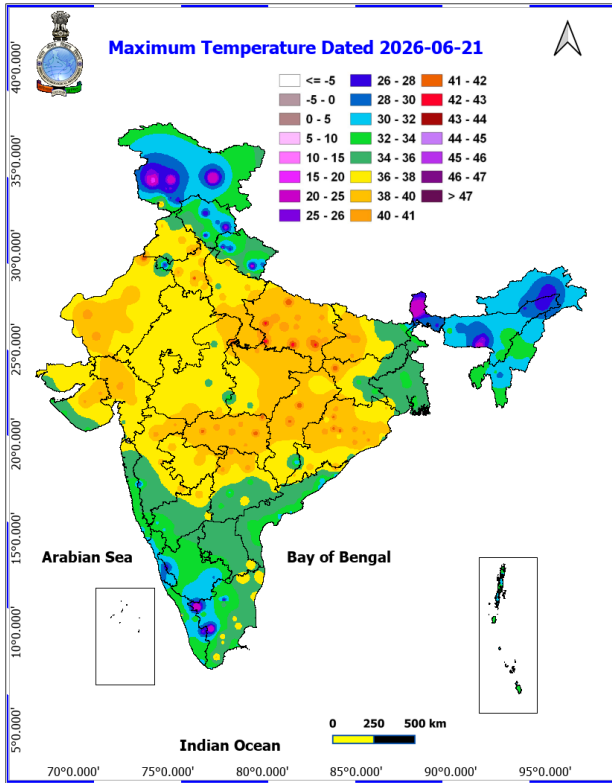 Maximum Temperature Dated 2026-06-21
<= -5
-5 - 0
0 - 5
5 - 10
10 - 15
15 - 20
20 - 25
25 - 26
26 - 28
28 - 30
30 - 32
32 - 34
34 - 36
36 - 38
38 - 40
40 - 41
41 - 42
42 - 43
43 - 44
44 - 45
45 - 46
46 - 47
> 47
40°0.000'
35°0.000'
30°0.000'
25°0.000'
20°0.000'
15°0.000'
10°0.000'
5°0.000'
Arabian Sea
Bay of Bengal
Indian Ocean
0 250 500 km
70°0.000' 75°0.000' 80°0.000' 85°0.000' 90°0.000' 95°0.000'